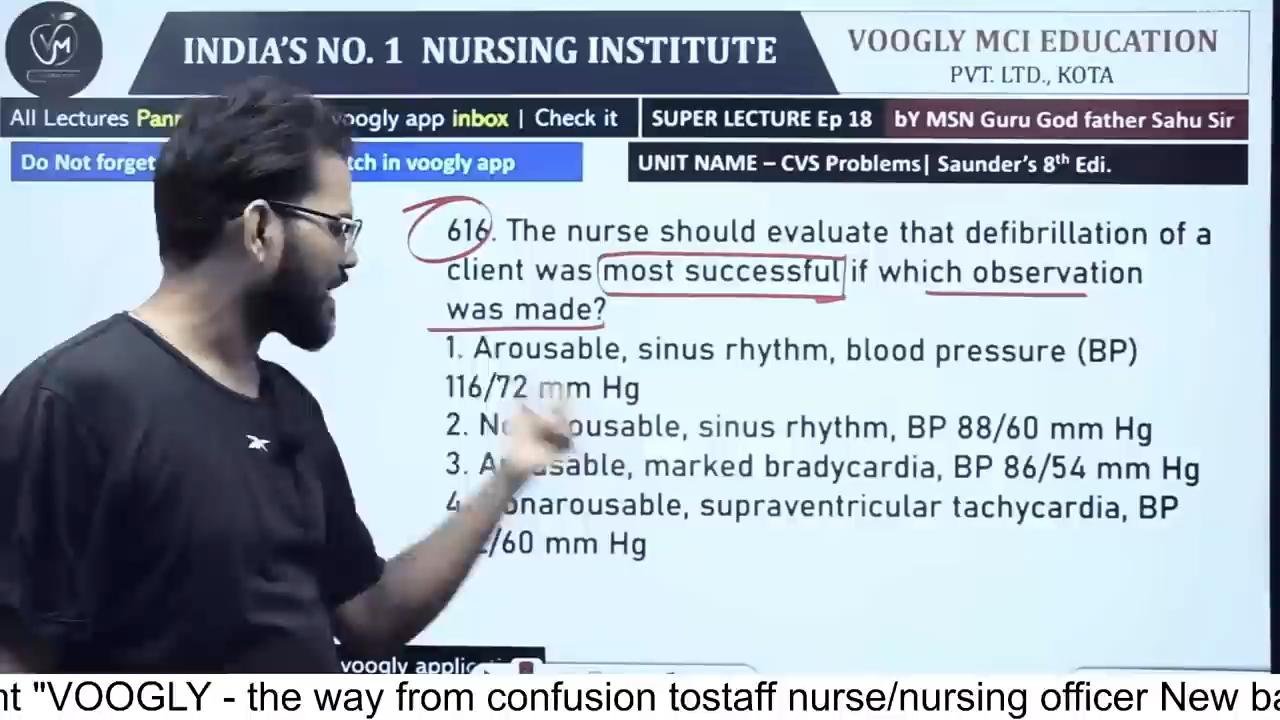 VM
INDIA'S NO. 1 NURSING INSTITUTE
VOOGLY MCI EDUCATION
PVT. LTD., KOTA
All Lectures voogly app inbox | Check it
SUPER LECTURE Ep 18 bY MSN Guru God father Sahu Sir
Do Not forget in voogly app
UNIT NAME – CVS Problems| Saunder's 8th Edi.
616. The nurse should evaluate that defibrillation of a
client was most successful if which observation
was made?
1. Arousable, sinus rhythm, blood pressure (BP)
116/72 mm Hg
2. sinus rhythm, BP 88/60 mm Hg
3. Arousable, marked bradycardia, BP 86/54 mm Hg
4. Nonarousable, supraventricular tachycardia, BP
/60 mm Hg
voogly
"VOOGLY - the way from confusion tostaff nurse/nursing officer New